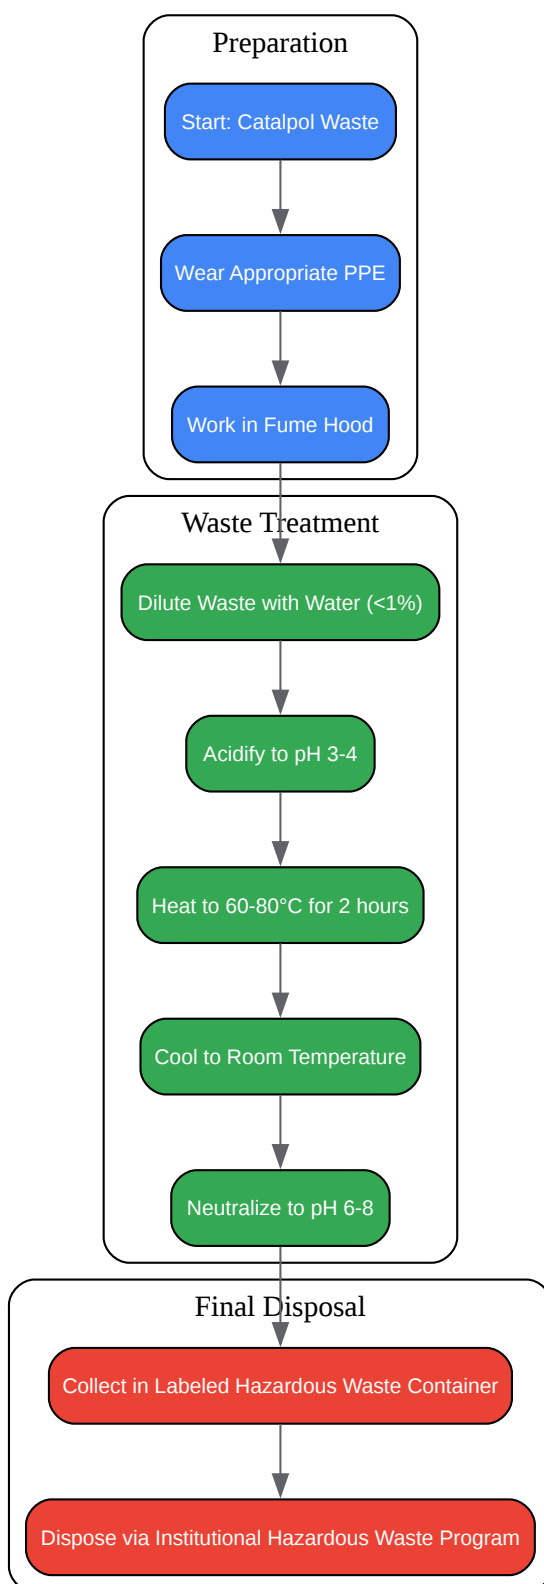 Preparation
Start: Catalpol Waste
Wear Appropriate PPE
Work in Fume Hood
Waste Treatment
Dilute Waste with Water (<1%)
Acidify to pH 3-4
Heat to 60-80°C for 2 hours
Cool to Room Temperature
Neutralize to pH 6-8
Final Disposal
Collect in Labeled Hazardous Waste Container
Dispose via Institutional Hazardous Waste Program